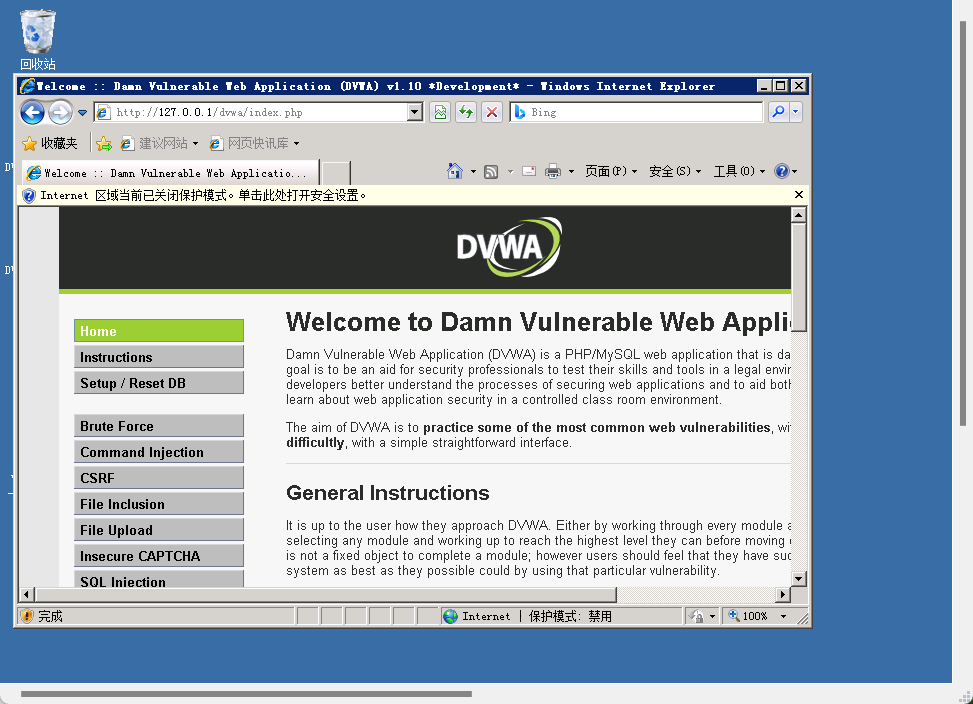 回收站
Welcome :: Damn Vulnerable Web Application (DVWA) v1.10 *Development* - Windows Internet Explorer
http://127.0.0.1/dvwa/index.php
Bing
收藏夹 建议网站 网页快讯库
Welcome :: Damn Vulnerable Web Applicatio...
页面(P) 安全(S) 工具(O)
Internet 区域当前已关闭保护模式。单击此处打开安全设置。
DVWA
Home
Instructions
Setup / Reset DB
Brute Force
Command Injection
CSRF
File Inclusion
File Upload
Insecure CAPTCHA
SQL Injection
Welcome to Damn Vulnerable Web Appli
Damn Vulnerable Web Application (DVWA) is a PHP/MySQL web application that is da
goal is to be an aid for security professionals to test their skills and tools in a legal envir
developers better understand the processes of securing web applications and to aid both
learn about web application security in a controlled class room environment.
The aim of DVWA is to practice some of the most common web vulnerabilities, wi
difficultly, with a simple straightforward interface.
General Instructions
It is up to the user how they approach DVWA. Either by working through every module a
selecting any module and working up to reach the highest level they can before moving
is not a fixed object to complete a module; however users should feel that they have suc
system as best as they possible could by using that particular vulnerability.
完成
Internet | 保护模式: 禁用
100%